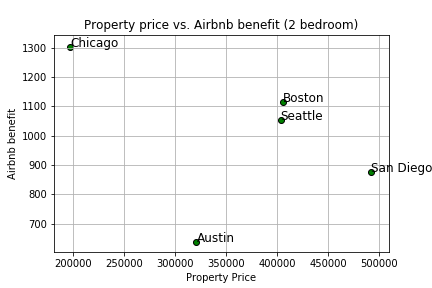 Property price vs. Airbnb benefit (2 bedroom)
1300
1200
1100
1000
900
800
700
Airbnb benefit
Chicago
Boston
Seattle
San Diego
Austin
200000 250000 300000 350000 400000 450000 500000
Property Price